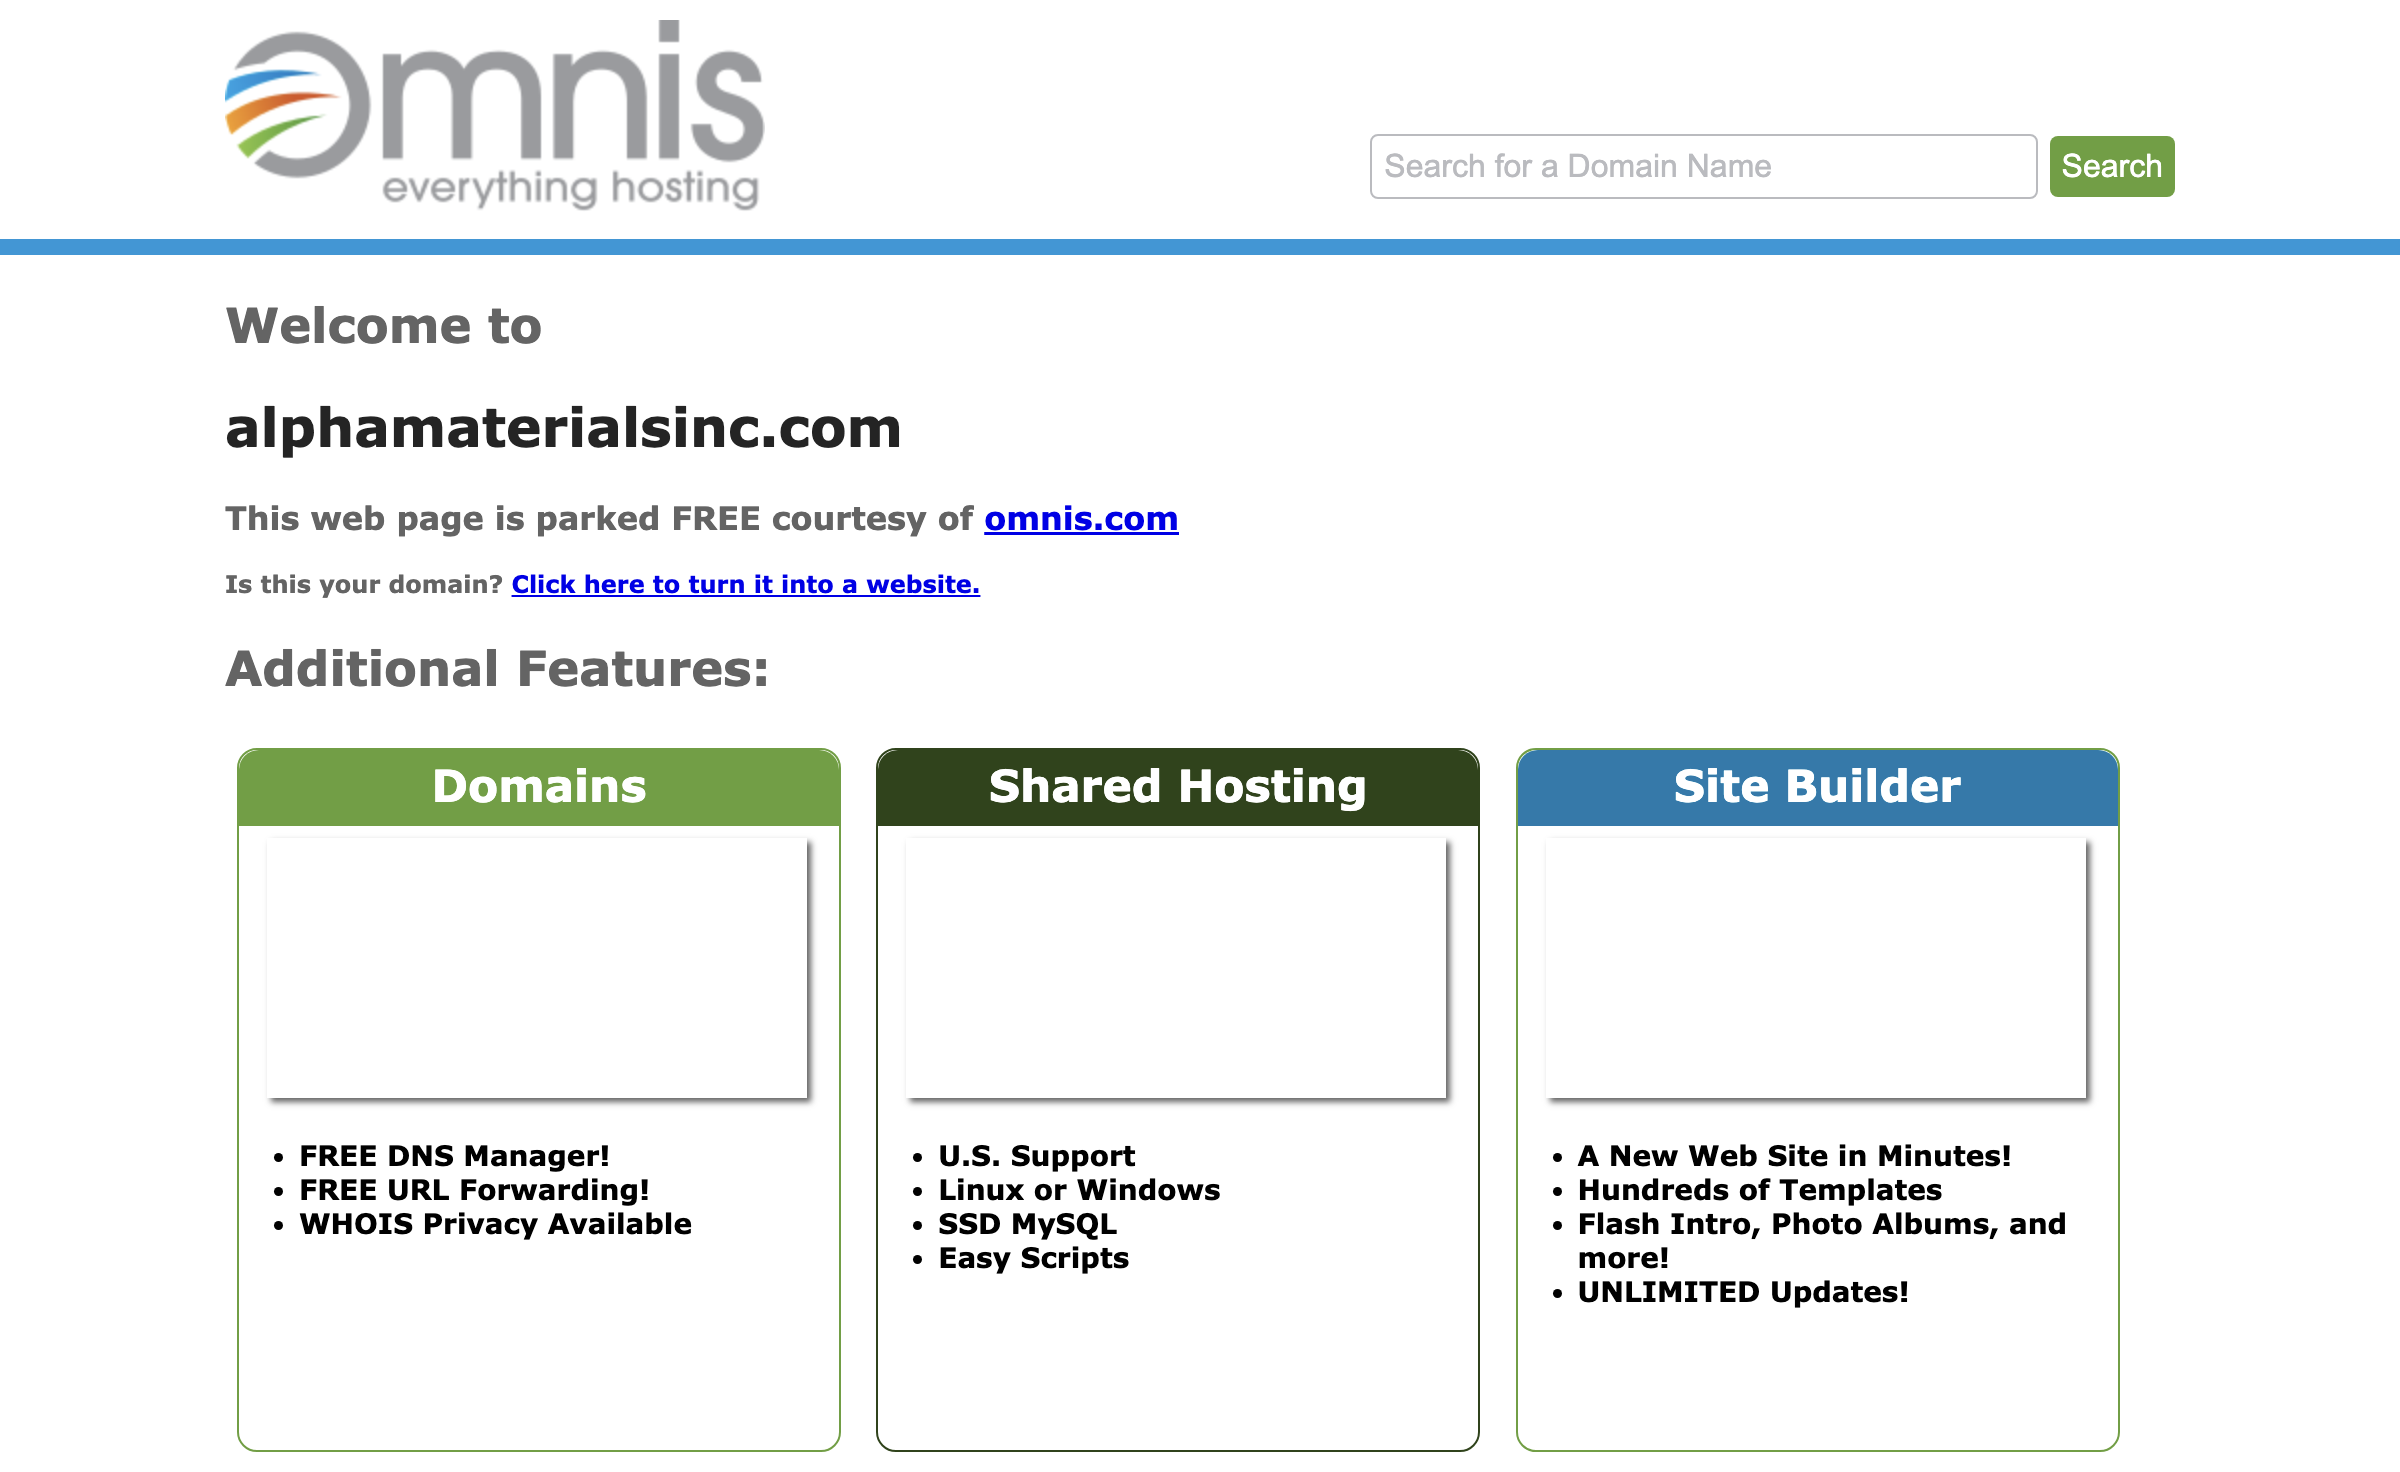 Omnis
everything hosting
Search for a Domain Name
Search
Welcome to
alphamaterialsinc.com
This web page is parked FREE courtesy of omnis.com
Is this your domain? Click here to turn it into a website.
Additional Features:
Domains
• FREE DNS Manager!
• FREE URL Forwarding!
• WHOIS Privacy Available
Shared Hosting
• U.S. Support
• Linux or Windows
• SSD MySQL
• Easy Scripts
Site Builder
• A New Web Site in Minutes!
• Hundreds of Templates
• Flash Intro, Photo Albums, and
more!
• UNLIMITED Updates!